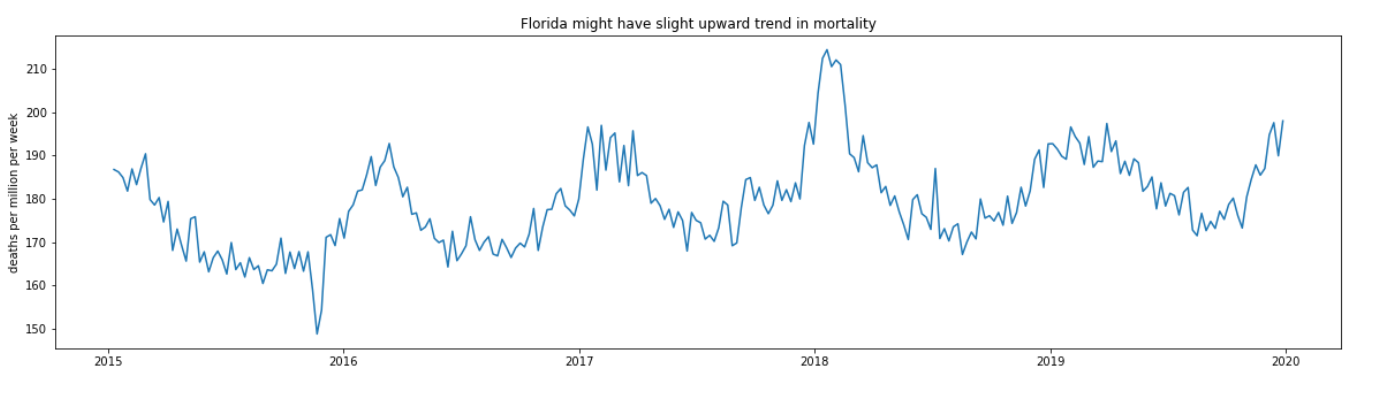 Florida might have slight upward trend in mortality
deaths per million per week
210
200
190
180
170
160
150
2015 2016 2017 2018 2019 2020